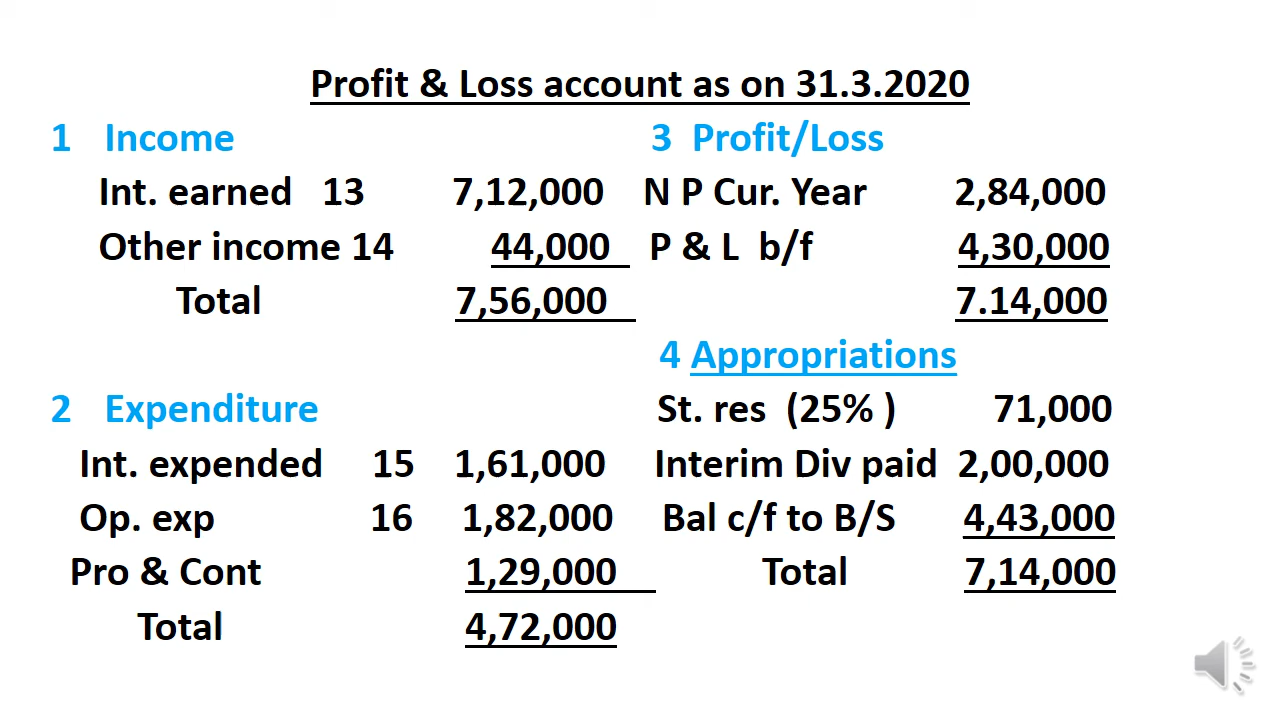 Profit & Loss account as on 31.3.2020
1 Income
Int. earned 13 7,12,000
Other income 14 44,000
Total 7,56,000
2 Expenditure
Int. expended 15 1,61,000
Op. exp 16 1,82,000
Pro & Cont 1,29,000
Total 4,72,000
3 Profit/Loss
N P Cur. Year 2,84,000
P & L b/f 4,30,000
7.14,000
4 Appropriations
St. res (25% ) 71,000
Interim Div paid 2,00,000
Bal c/f to B/S 4,43,000
Total 7,14,000